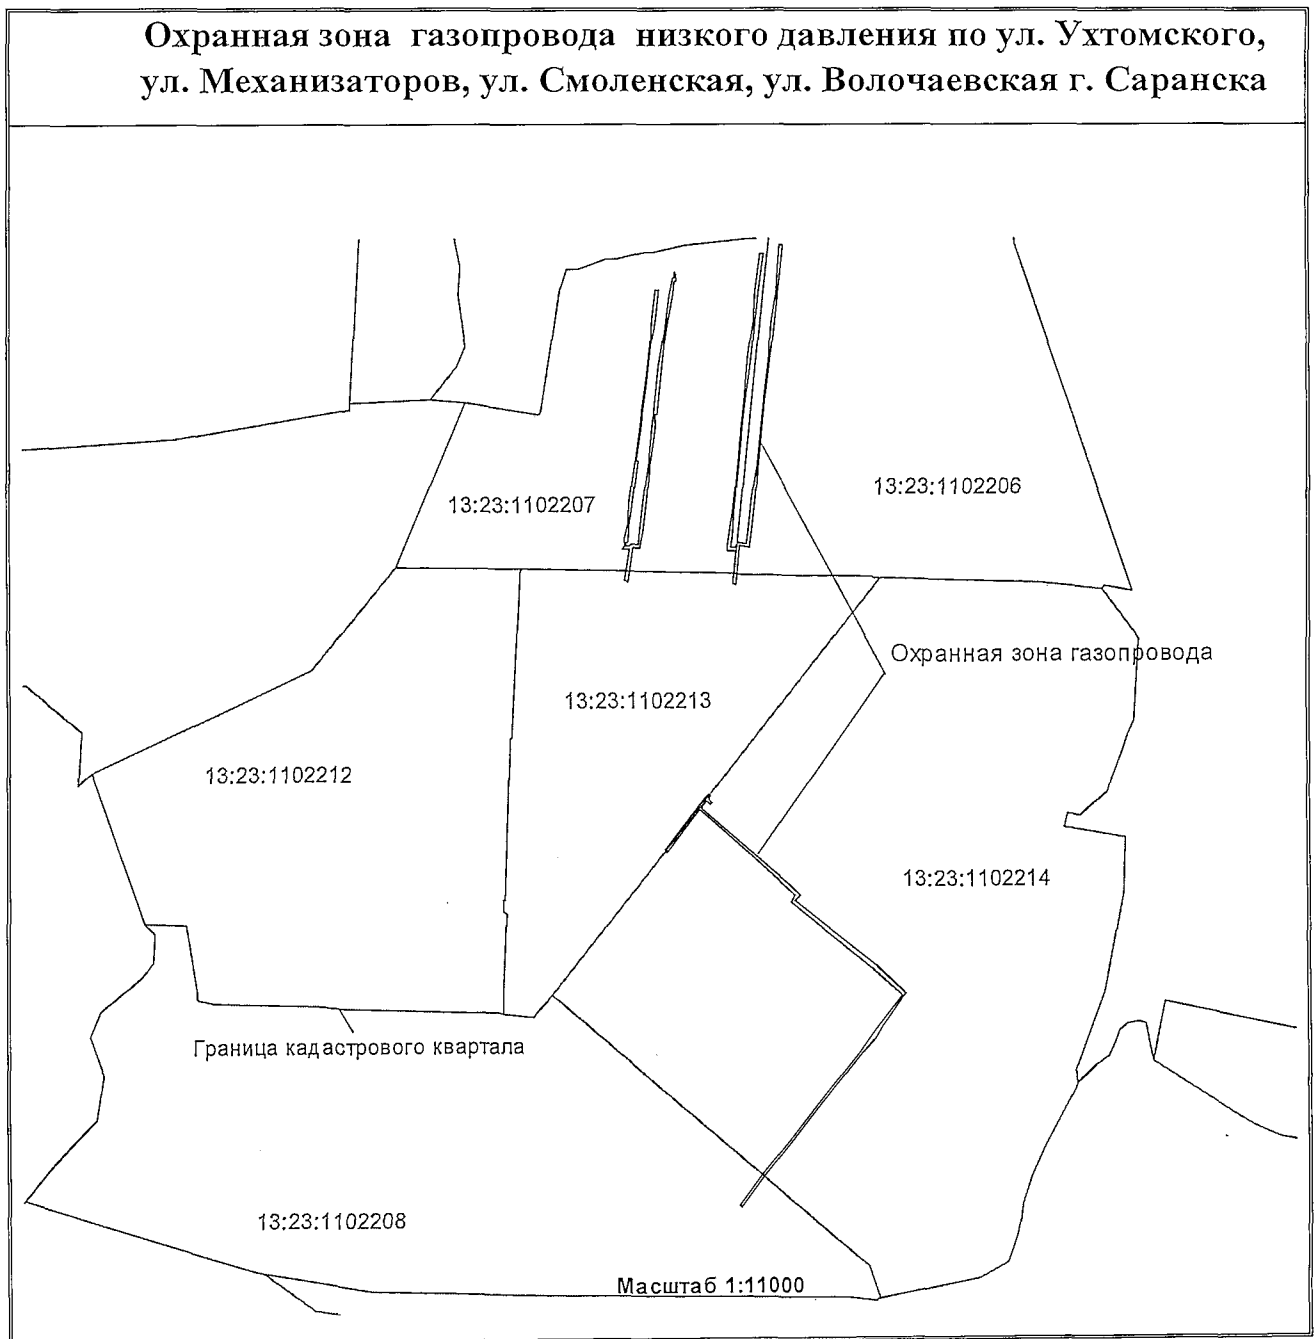 Охранная зона газопровода низкого давления по ул. Ухтомского,
ул. Механизаторов, ул. Смоленская, ул. Волочаевская г. Саранска
13:23:1102207
13:23:1102206
Охранная зона газопровода
13:23:1102213
13:23:1102212
13:23:1102214
Граница кадастрового квартала
13:23:1102208
Масштаб 1:11000